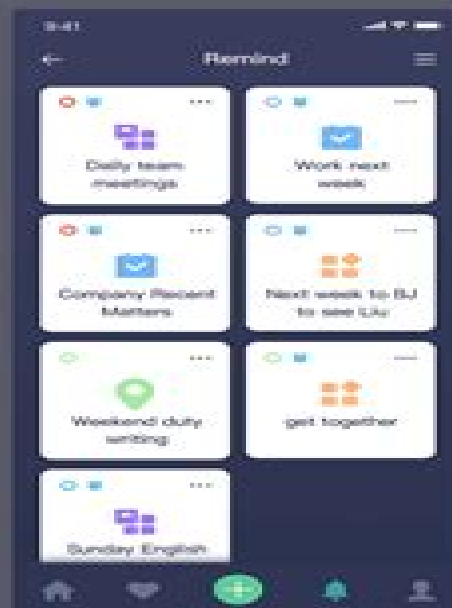 9:41
Remind
Daily team
meetings
Work next
week
Company Recent
Matters
Next week to BJ
to see Liu
Weekend duty
writing
get together
Sunday English